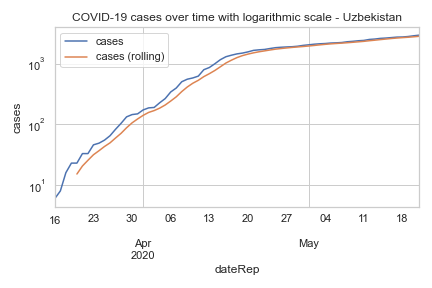 COVID-19 cases over time with logarithmic scale - Uzbekistan
cases
cases (rolling)
cases
10³
10²
10¹
16 23 30 06 13 20 27 04 11 18
Apr May
2020
dateRep